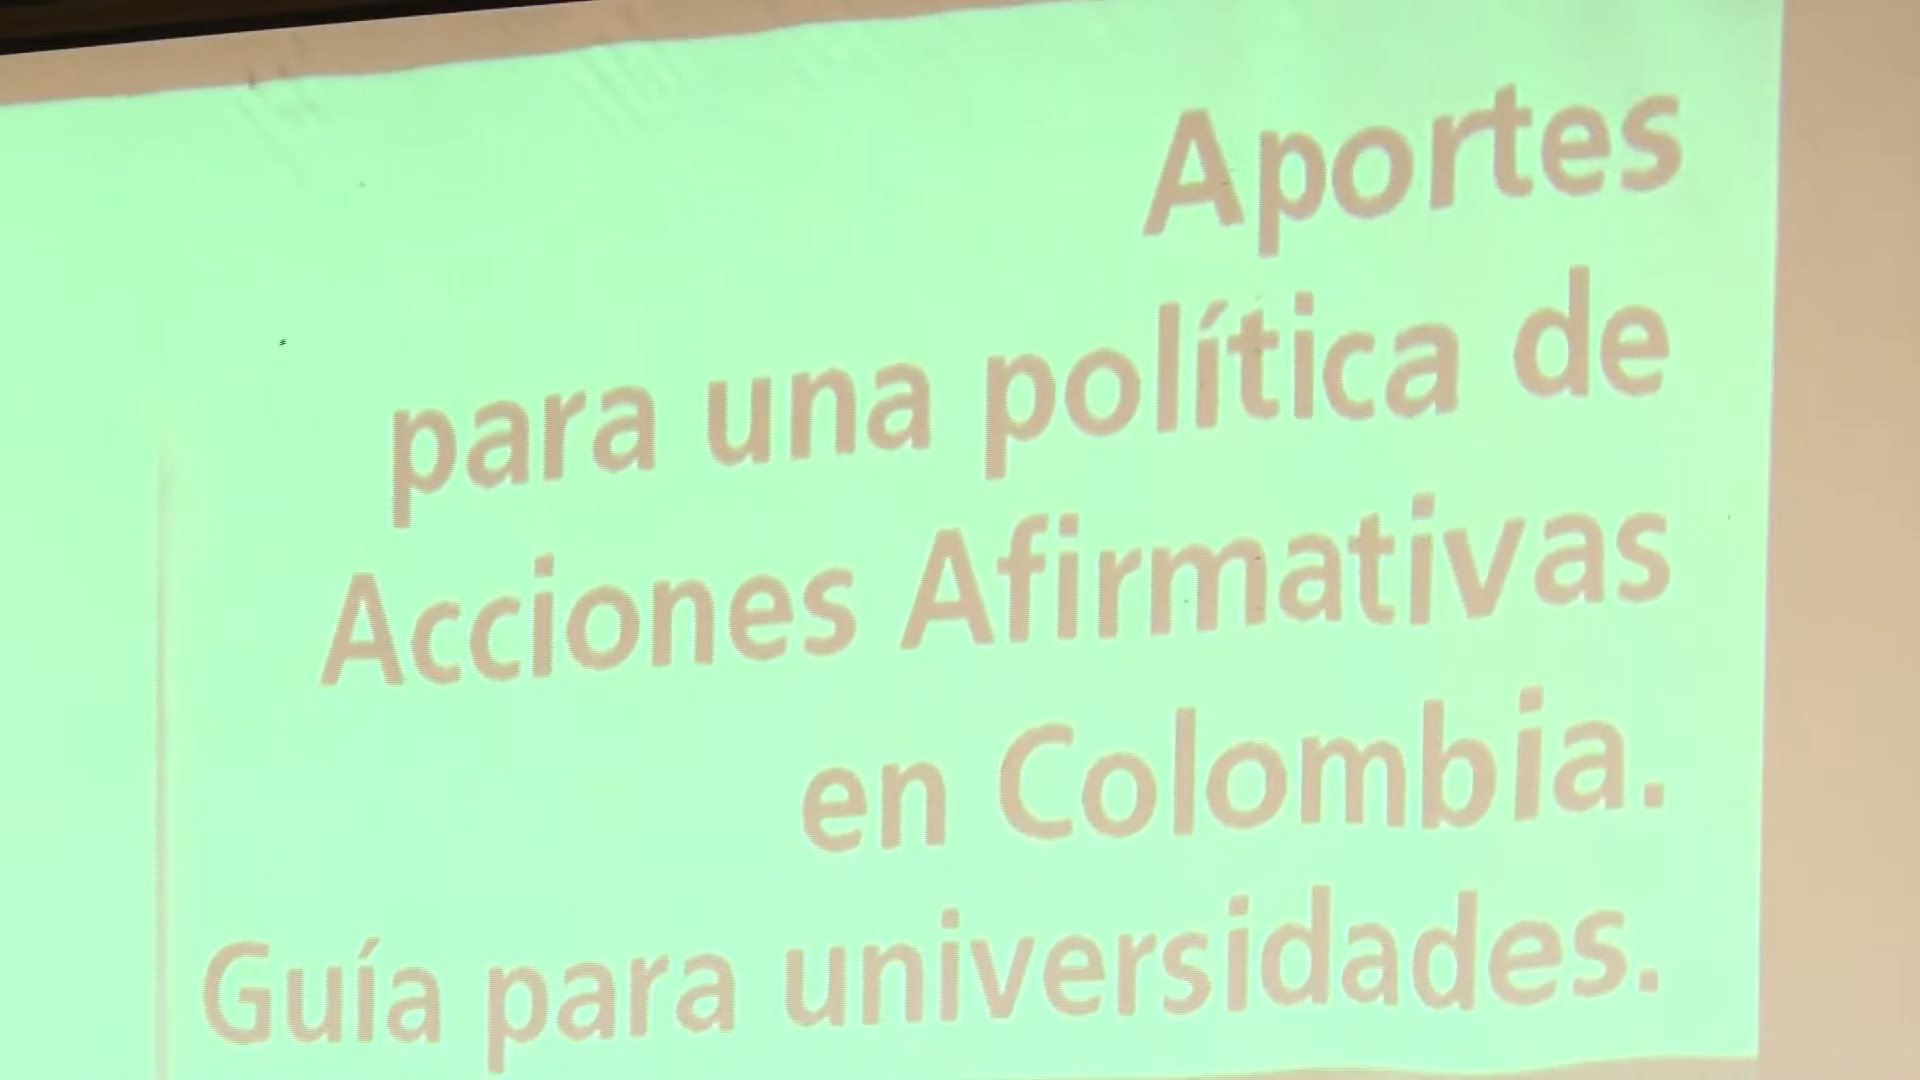 Aportes
para una política de
Acciones Afirmativas
en Colombia.
Guía para universidades.